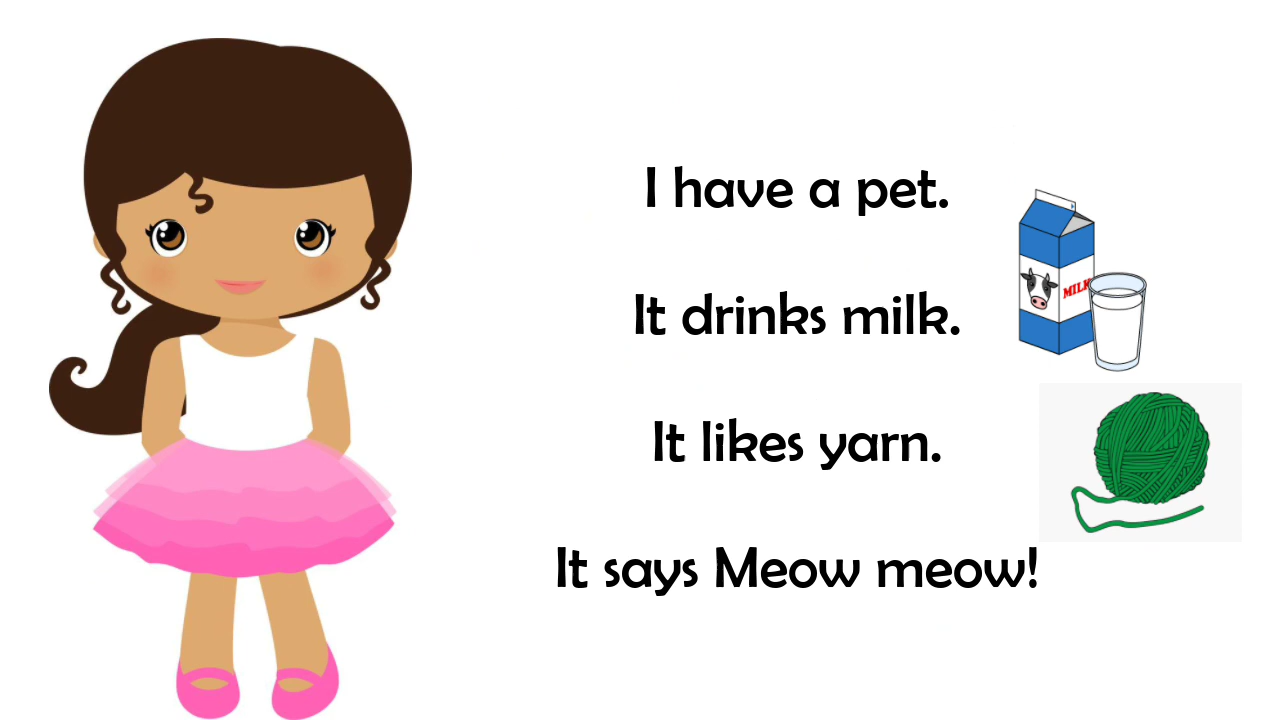 I have a pet.
It drinks milk.
MILK
It likes yarn.
It says Meow meow!